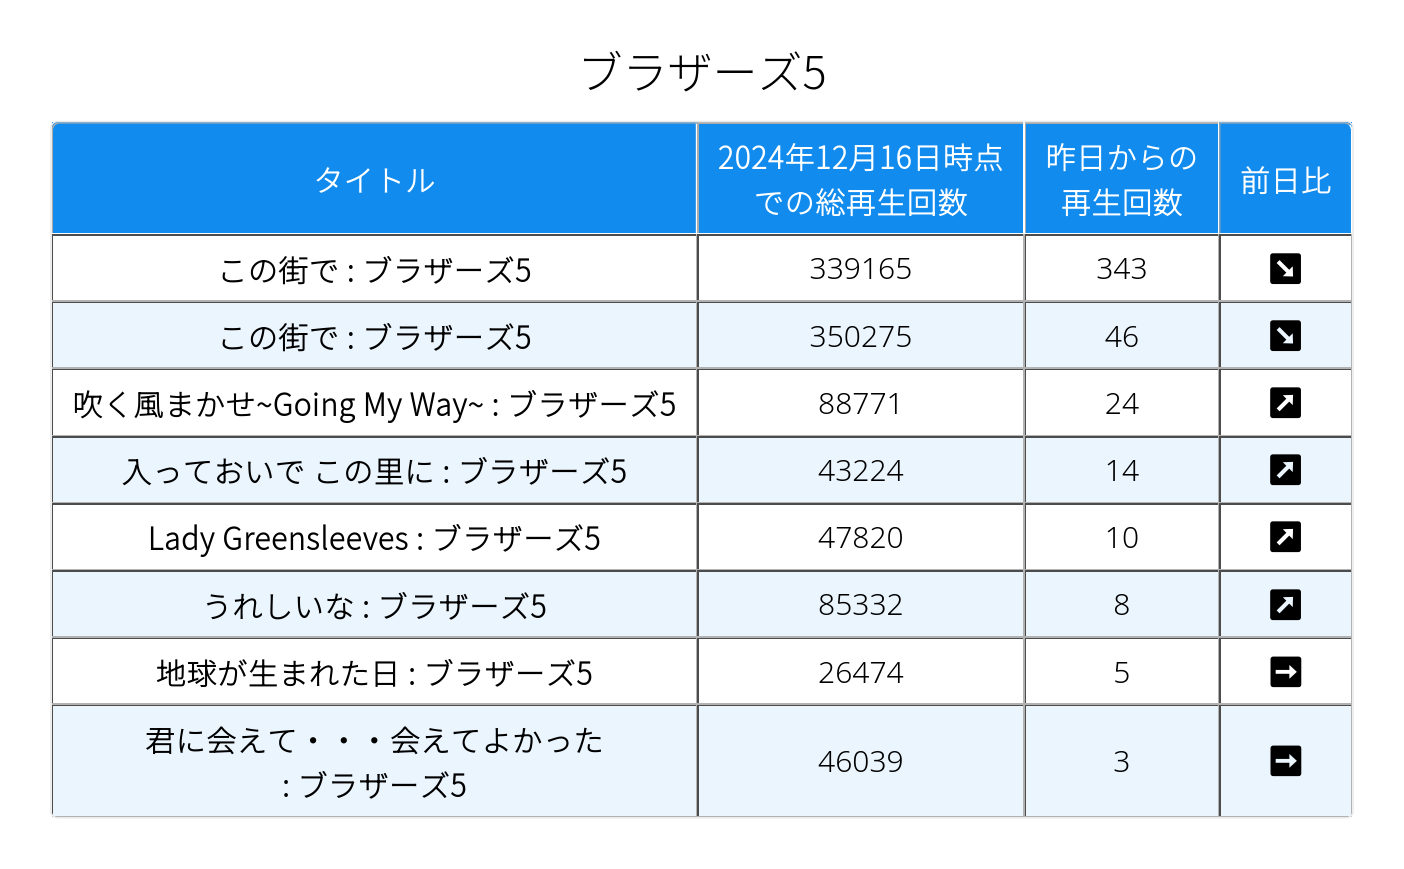 ブラザーズ5
タイトル
2024年12月16日時点
での総再生回数
昨日からの
再生回数
前日比
この街で : ブラザーズ5
339165
343
↘
この街で : ブラザーズ5
350275
46
↘
吹く風まかせ~Going My Way~ : ブラザーズ5
88771
24
↗
入っておいで この里に : ブラザーズ5
43224
14
↗
Lady Greensleeves : ブラザーズ5
47820
10
↗
うれしいな : ブラザーズ5
85332
8
↗
地球が生まれた日 : ブラザーズ5
26474
5
➡
君に会えて・・・会えてよかった
: ブラザーズ5
46039
3
➡